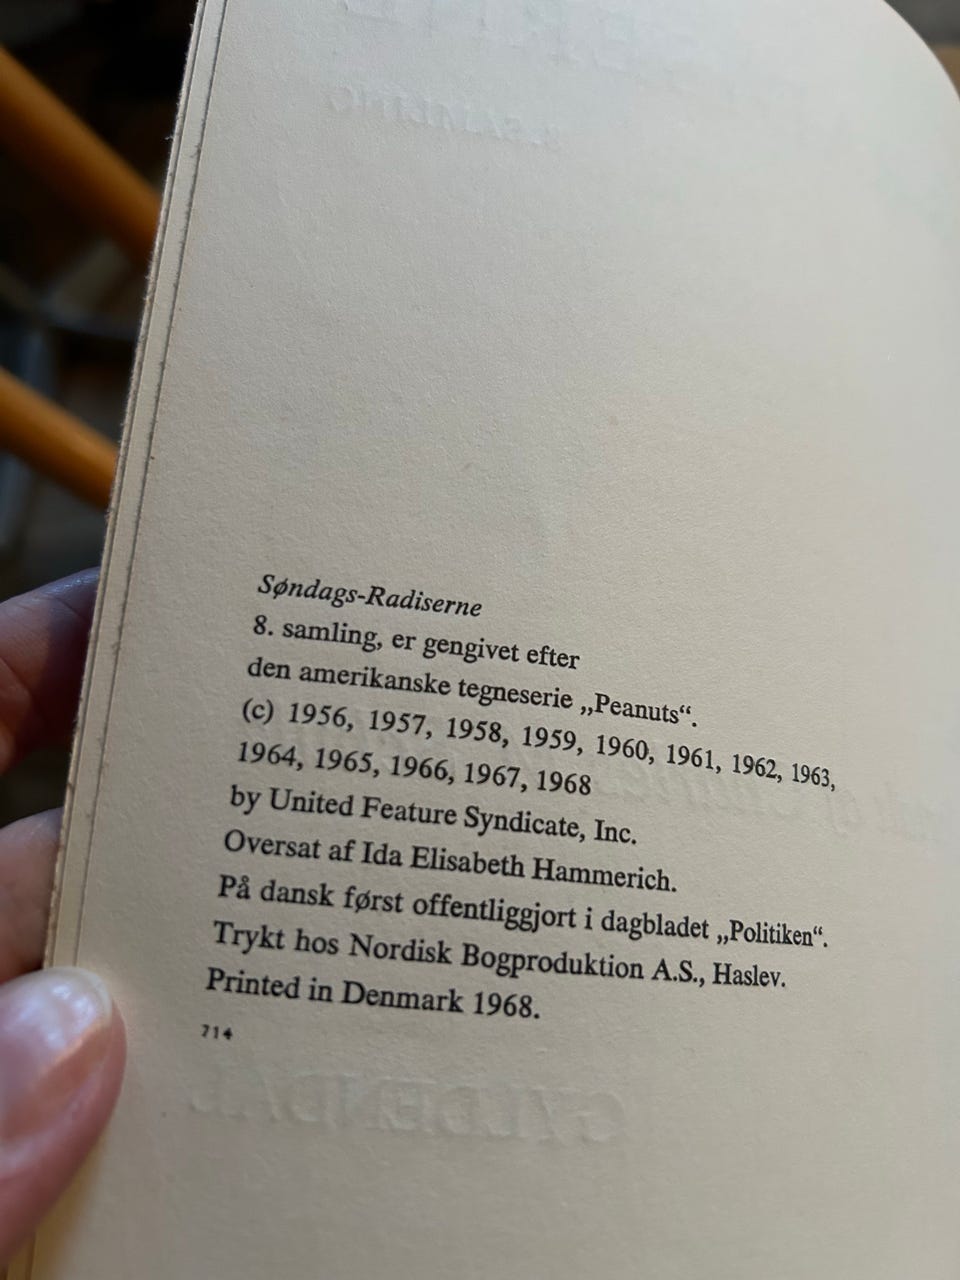 Søndags-Radiserne
8. samling, er gengivet efter
den amerikanske tegneserie „Peanuts“.
(c) 1956, 1957, 1958, 1959, 1960, 1961, 1962, 1963,
1964, 1965, 1966, 1967, 1968
by United Feature Syndicate, Inc.
Oversat af Ida Elisabeth Hammerich.
På dansk først offentliggjort i dagbladet „Politiken“.
Trykt hos Nordisk Bogproduktion A.S., Haslev.
Printed in Denmark 1968.
714
GYLDENDAL